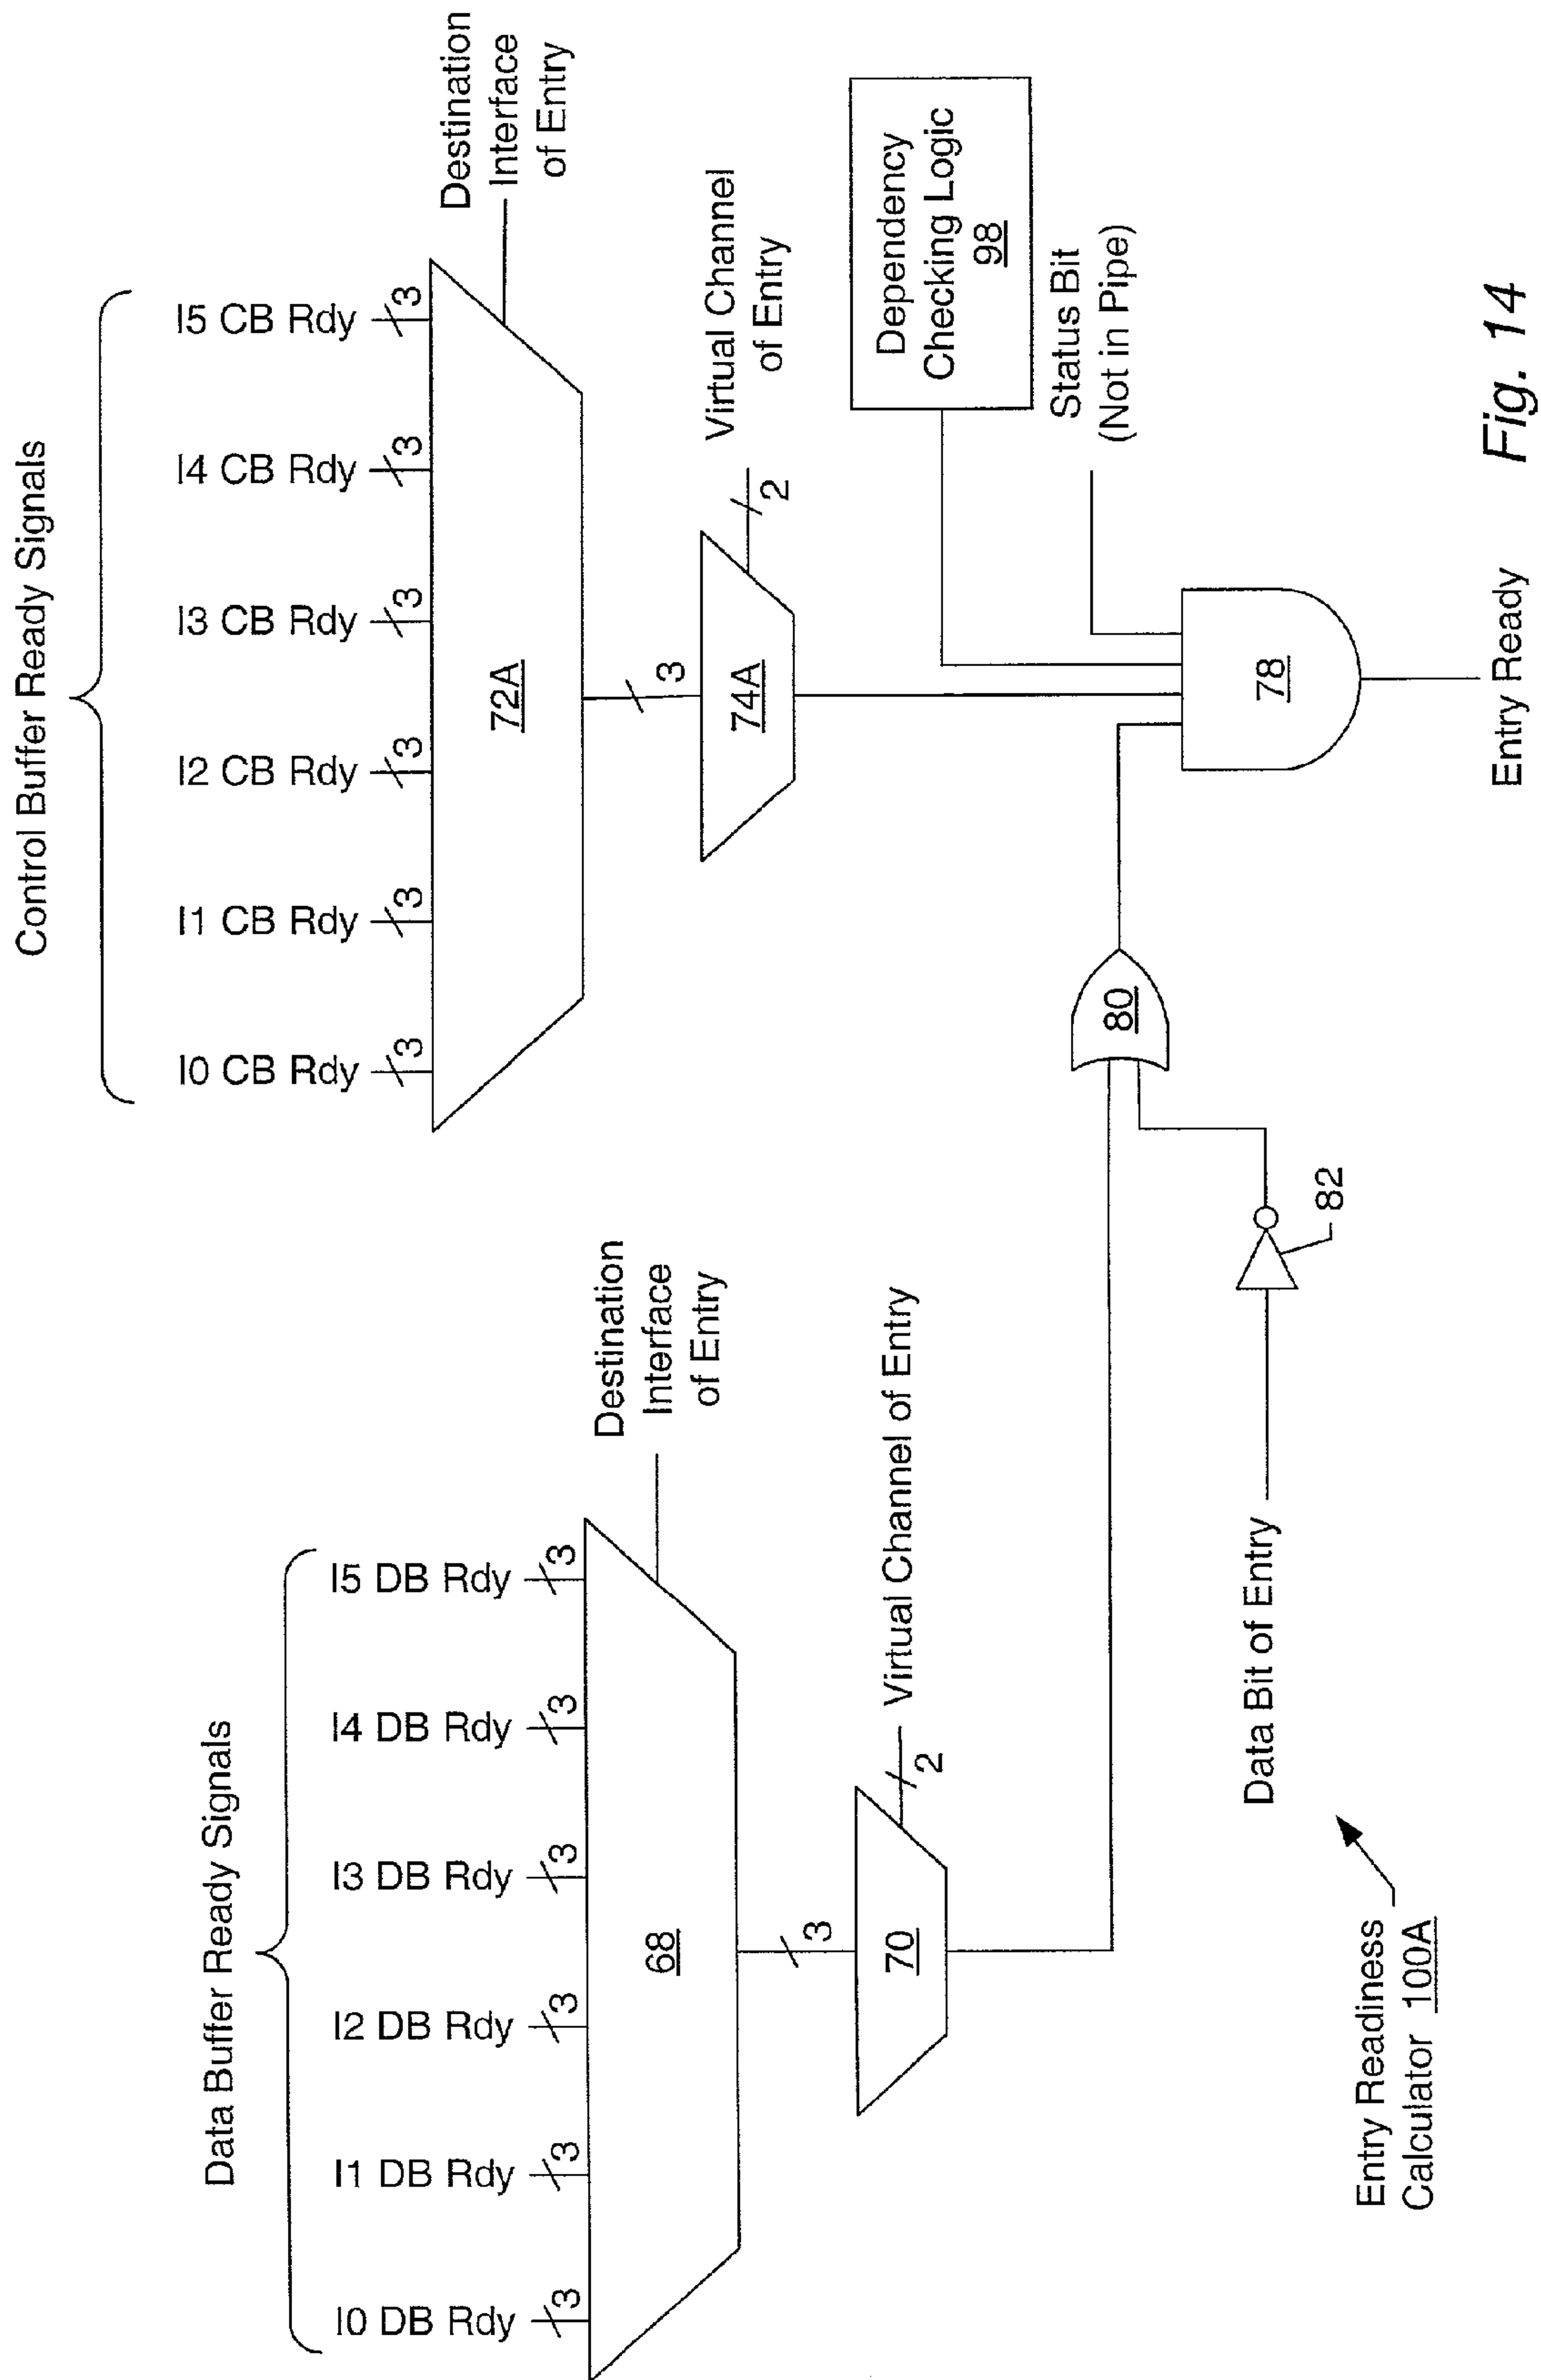 Control Buffer Ready Signals
I0 CB Rdy
I1 CB Rdy
I2 CB Rdy
I3 CB Rdy
I4 CB Rdy
I5 CB Rdy
3
3
3
3
3
3
Destination
Interface
of Entry
72A
3
Virtual Channel
of Entry
2
74A
Data Buffer Ready Signals
I0 DB Rdy
I1 DB Rdy
I2 DB Rdy
I3 DB Rdy
I4 DB Rdy
I5 DB Rdy
3
3
3
3
3
3
Destination
Interface
of Entry
68
3
Virtual Channel of Entry
2
70
Dependency
Checking Logic
98
Status Bit
(Not in Pipe)
80
78
82
Data Bit of Entry
Entry Ready
Entry Readiness
Calculator 100A
Fig. 14